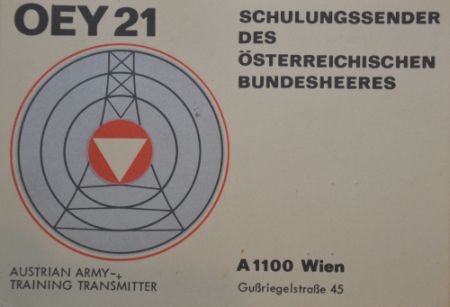 OEY 21
SCHULUNGSSENDER
DES
ÖSTERREICHISCHEN
BUNDESHEERES
AUSTRIAN ARMY-+
TRAINING TRANSMITTER
A 1100 Wien
Gußriegelstraße 45